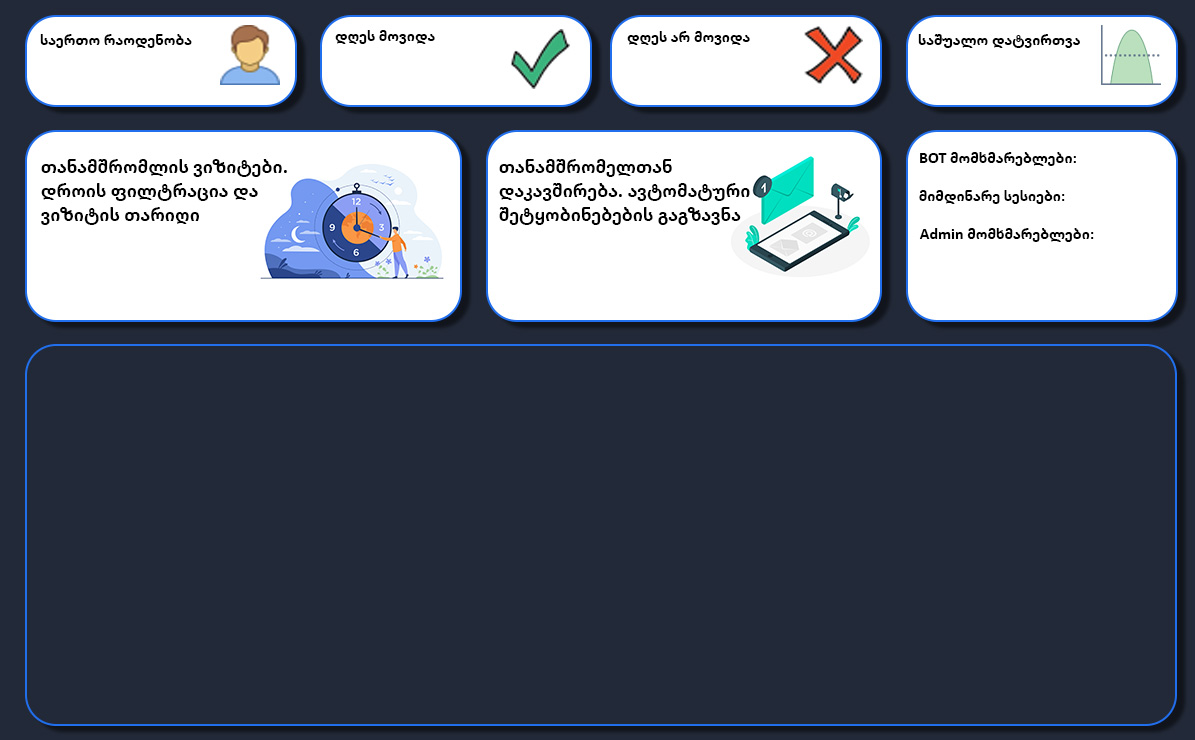 საერთო რაოდენობა
დღეს მოვიდა
დღეს არ მოვიდა
საშუალო დატვირთვა
თანამშრომლის ვიზიტები.
დროის ფილტრაცია და
ვიზიტის თარიღი
12
9
3
6
თანამშრომელთან
დაკავშირება. ავტომატური
შეტყობინებების გაგზავნა
1
BOT მომხმარებლები:
მიმდინარე სესიები:
Admin მომხმარებლები: